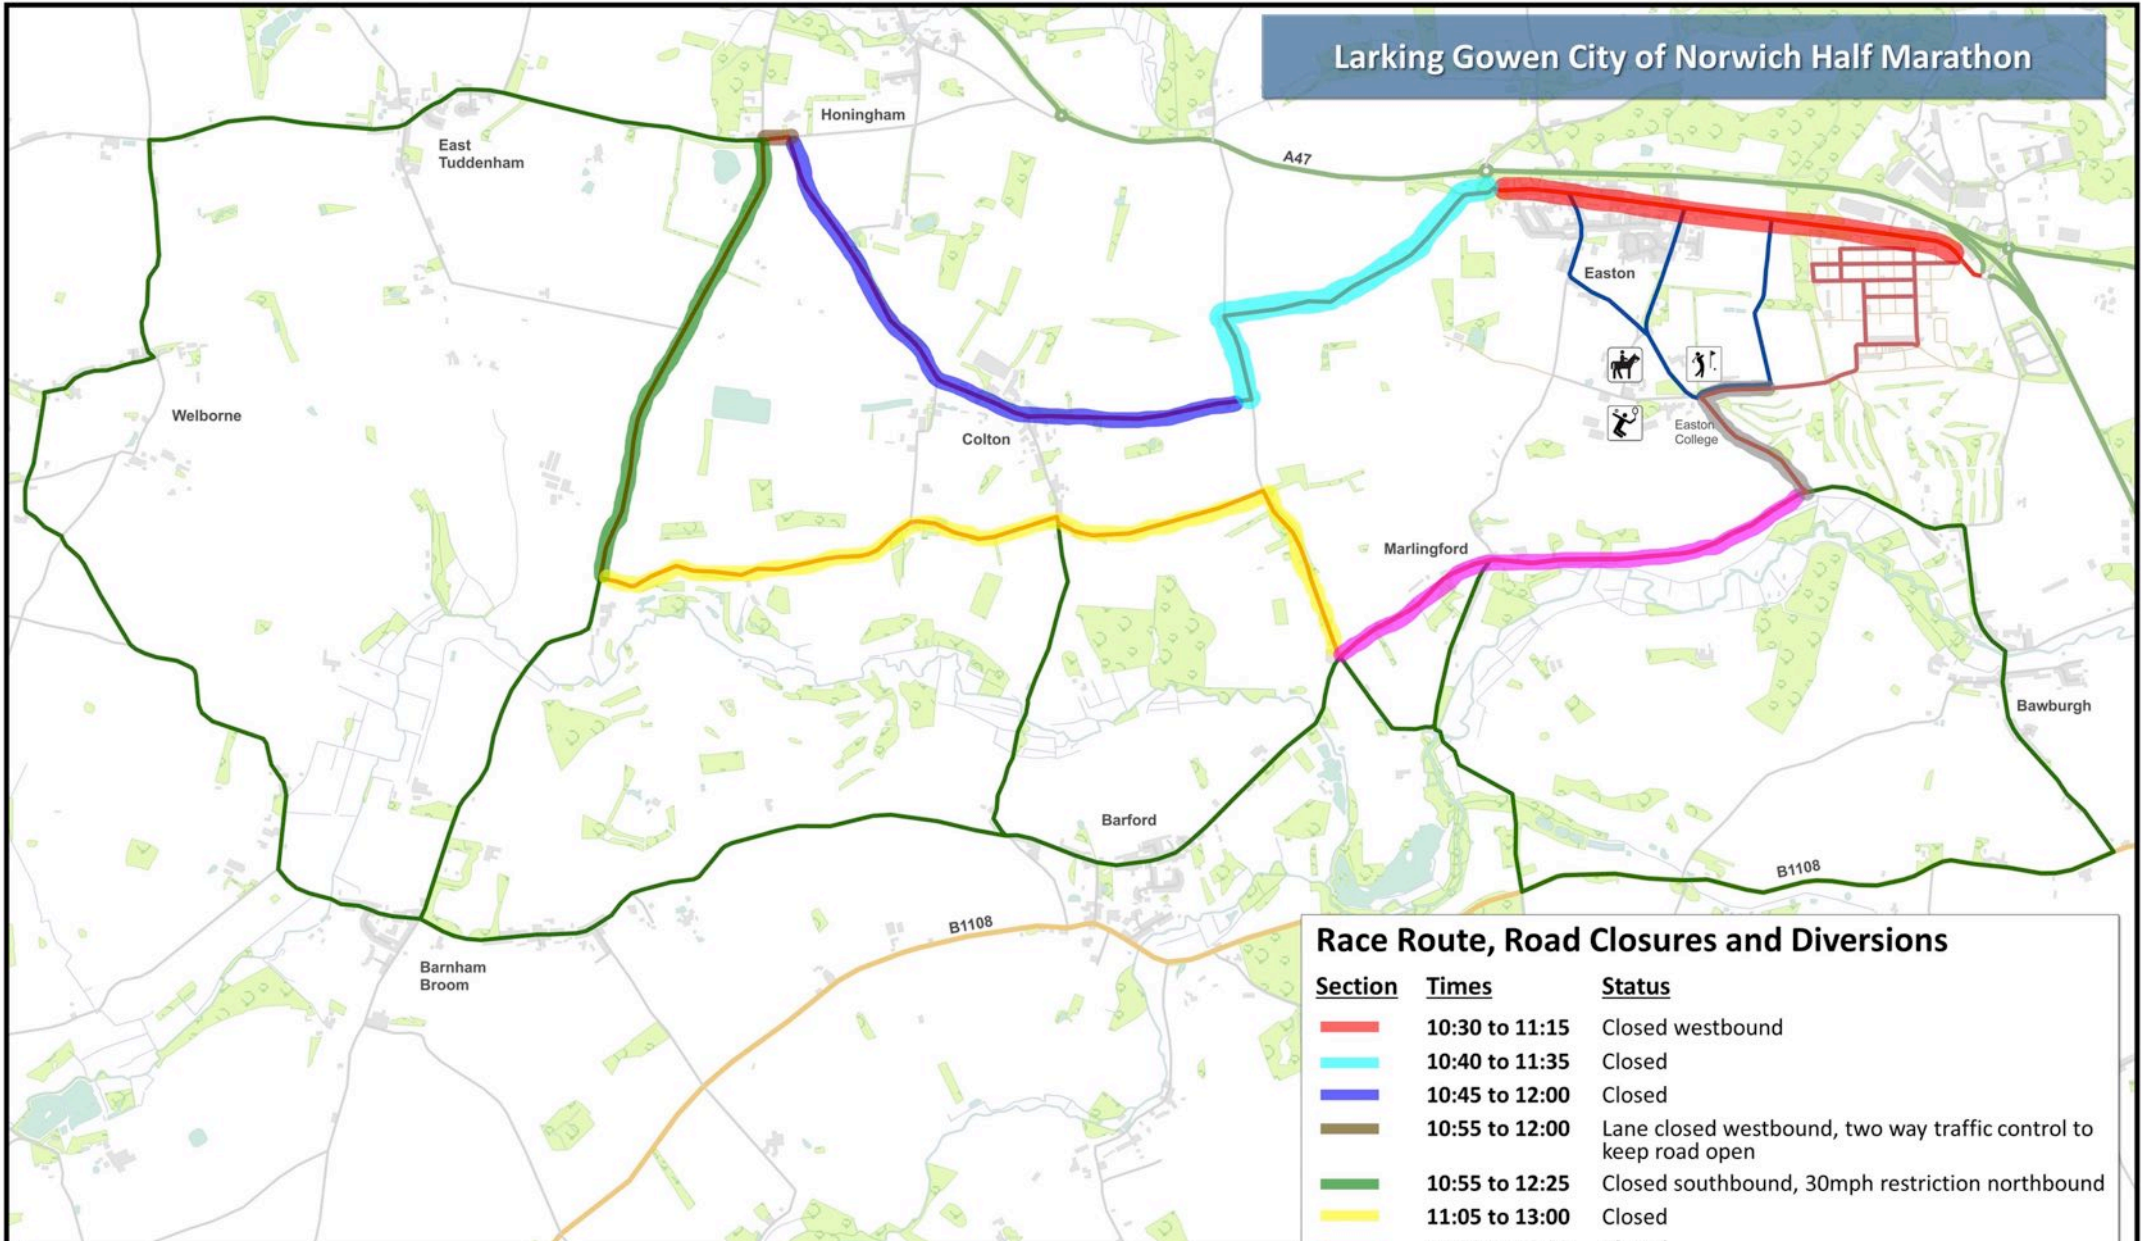 Larking Gowen City of Norwich Half Marathon
Honingham
East
Tuddenham
A47
Easton
Welborne
Colton
Easton
College
Marlingford
Bawburgh
Barford
B1108
B1108
Barnham
Broom
Race Route, Road Closures and Diversions
Section Times Status
10:30 to 11:15 Closed westbound
10:40 to 11:35 Closed
10:45 to 12:00 Closed
10:55 to 12:00 Lane closed westbound, two way traffic control to
keep road open
10:55 to 12:25 Closed southbound, 30mph restriction northbound
11:05 to 13:00 Closed